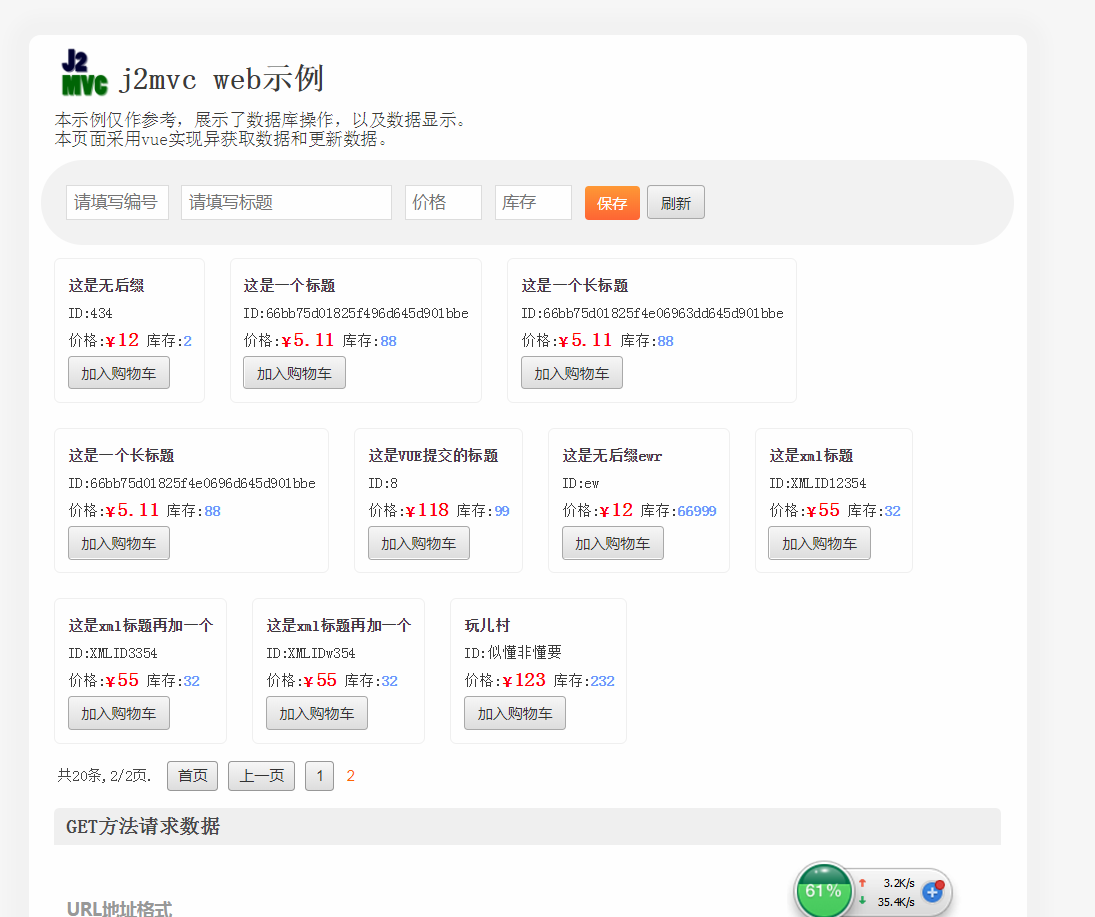 J2
MVC
j2mvc web示例
本示例仅作参考，展示了数据库操作，以及数据显示。
本页面采用vue实现异获取数据和更新数据。
请填写编号 请填写标题 价格 库存 保存 刷新
这是无后缀 这是一个标题 这是一个长标题
ID:434 ID:66bb75d01825f496d645d901bbe ID:66bb75d01825f4e06963dd645d901bbe
价格:¥12 库存:2 价格:¥5.11 库存:88 价格:¥5.11 库存:88
加入购物车 加入购物车 加入购物车
这是一个长标题 这是VUE提交的标题 这是无后缀ewr 这是xml标题
ID:66bb75d01825f4e0696d645d901bbe ID:8 ID:ew ID:XMLID12354
价格:¥5.11 库存:88 价格:¥118 库存:99 价格:¥12 库存:66999 价格:¥55 库存:32
加入购物车 加入购物车 加入购物车 加入购物车
这是xml标题再加一个 这是xml标题再加一个 玩儿村
ID:XMLID3354 ID:XMLIDw354 ID:似懂非懂要
价格:¥55 库存:32 价格:¥55 库存:32 价格:¥123 库存:232
加入购物车 加入购物车 加入购物车
共20条,2/2页. 首页 上一页 1 2
GET方法请求数据
61% 3.2K/s
35.4K/s
URL地址格式